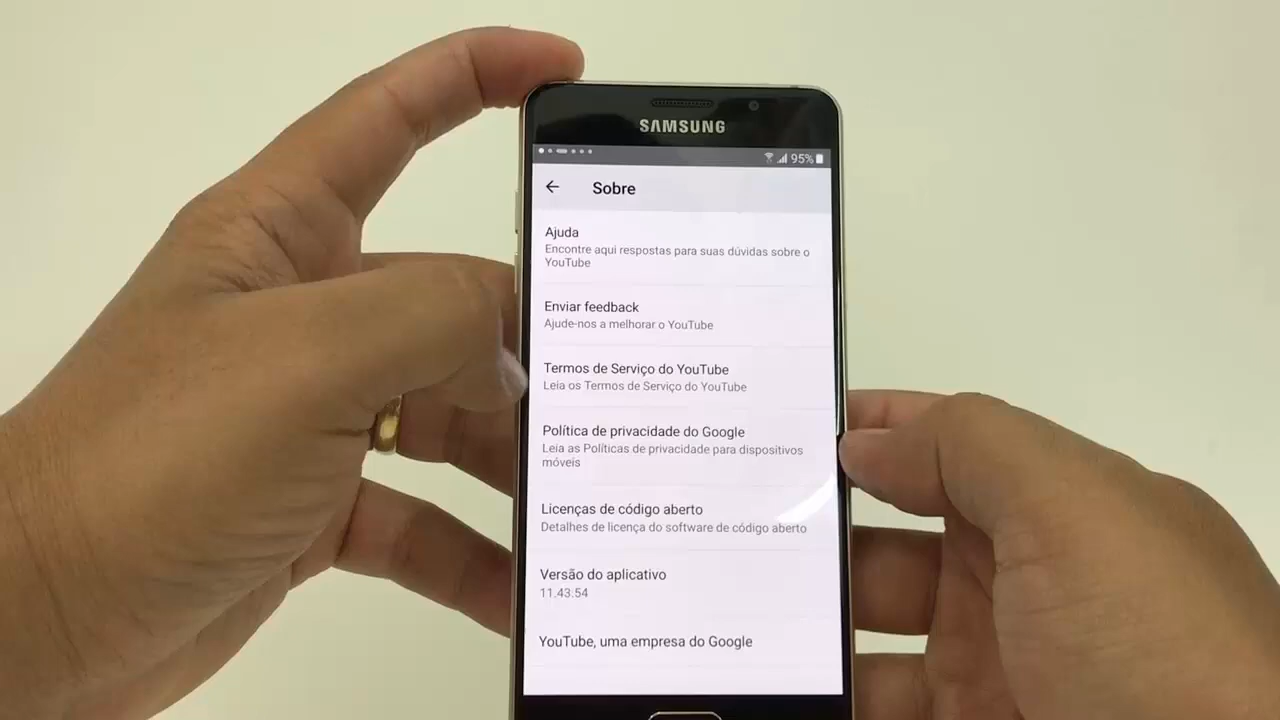 SAMSUNG
95%
Sobre
Ajuda
Encontre aqui respostas para suas dúvidas sobre o
YouTube
Enviar feedback
Ajude-nos a melhorar o YouTube
Termos de Serviço do YouTube
Leia os Termos de Serviço do YouTube
Política de privacidade do Google
Leia as Políticas de privacidade para dispositivos
móveis
Licenças de código aberto
Detalhes de licença do software de código aberto
Versão do aplicativo
11.43.54
YouTube, uma empresa do Google